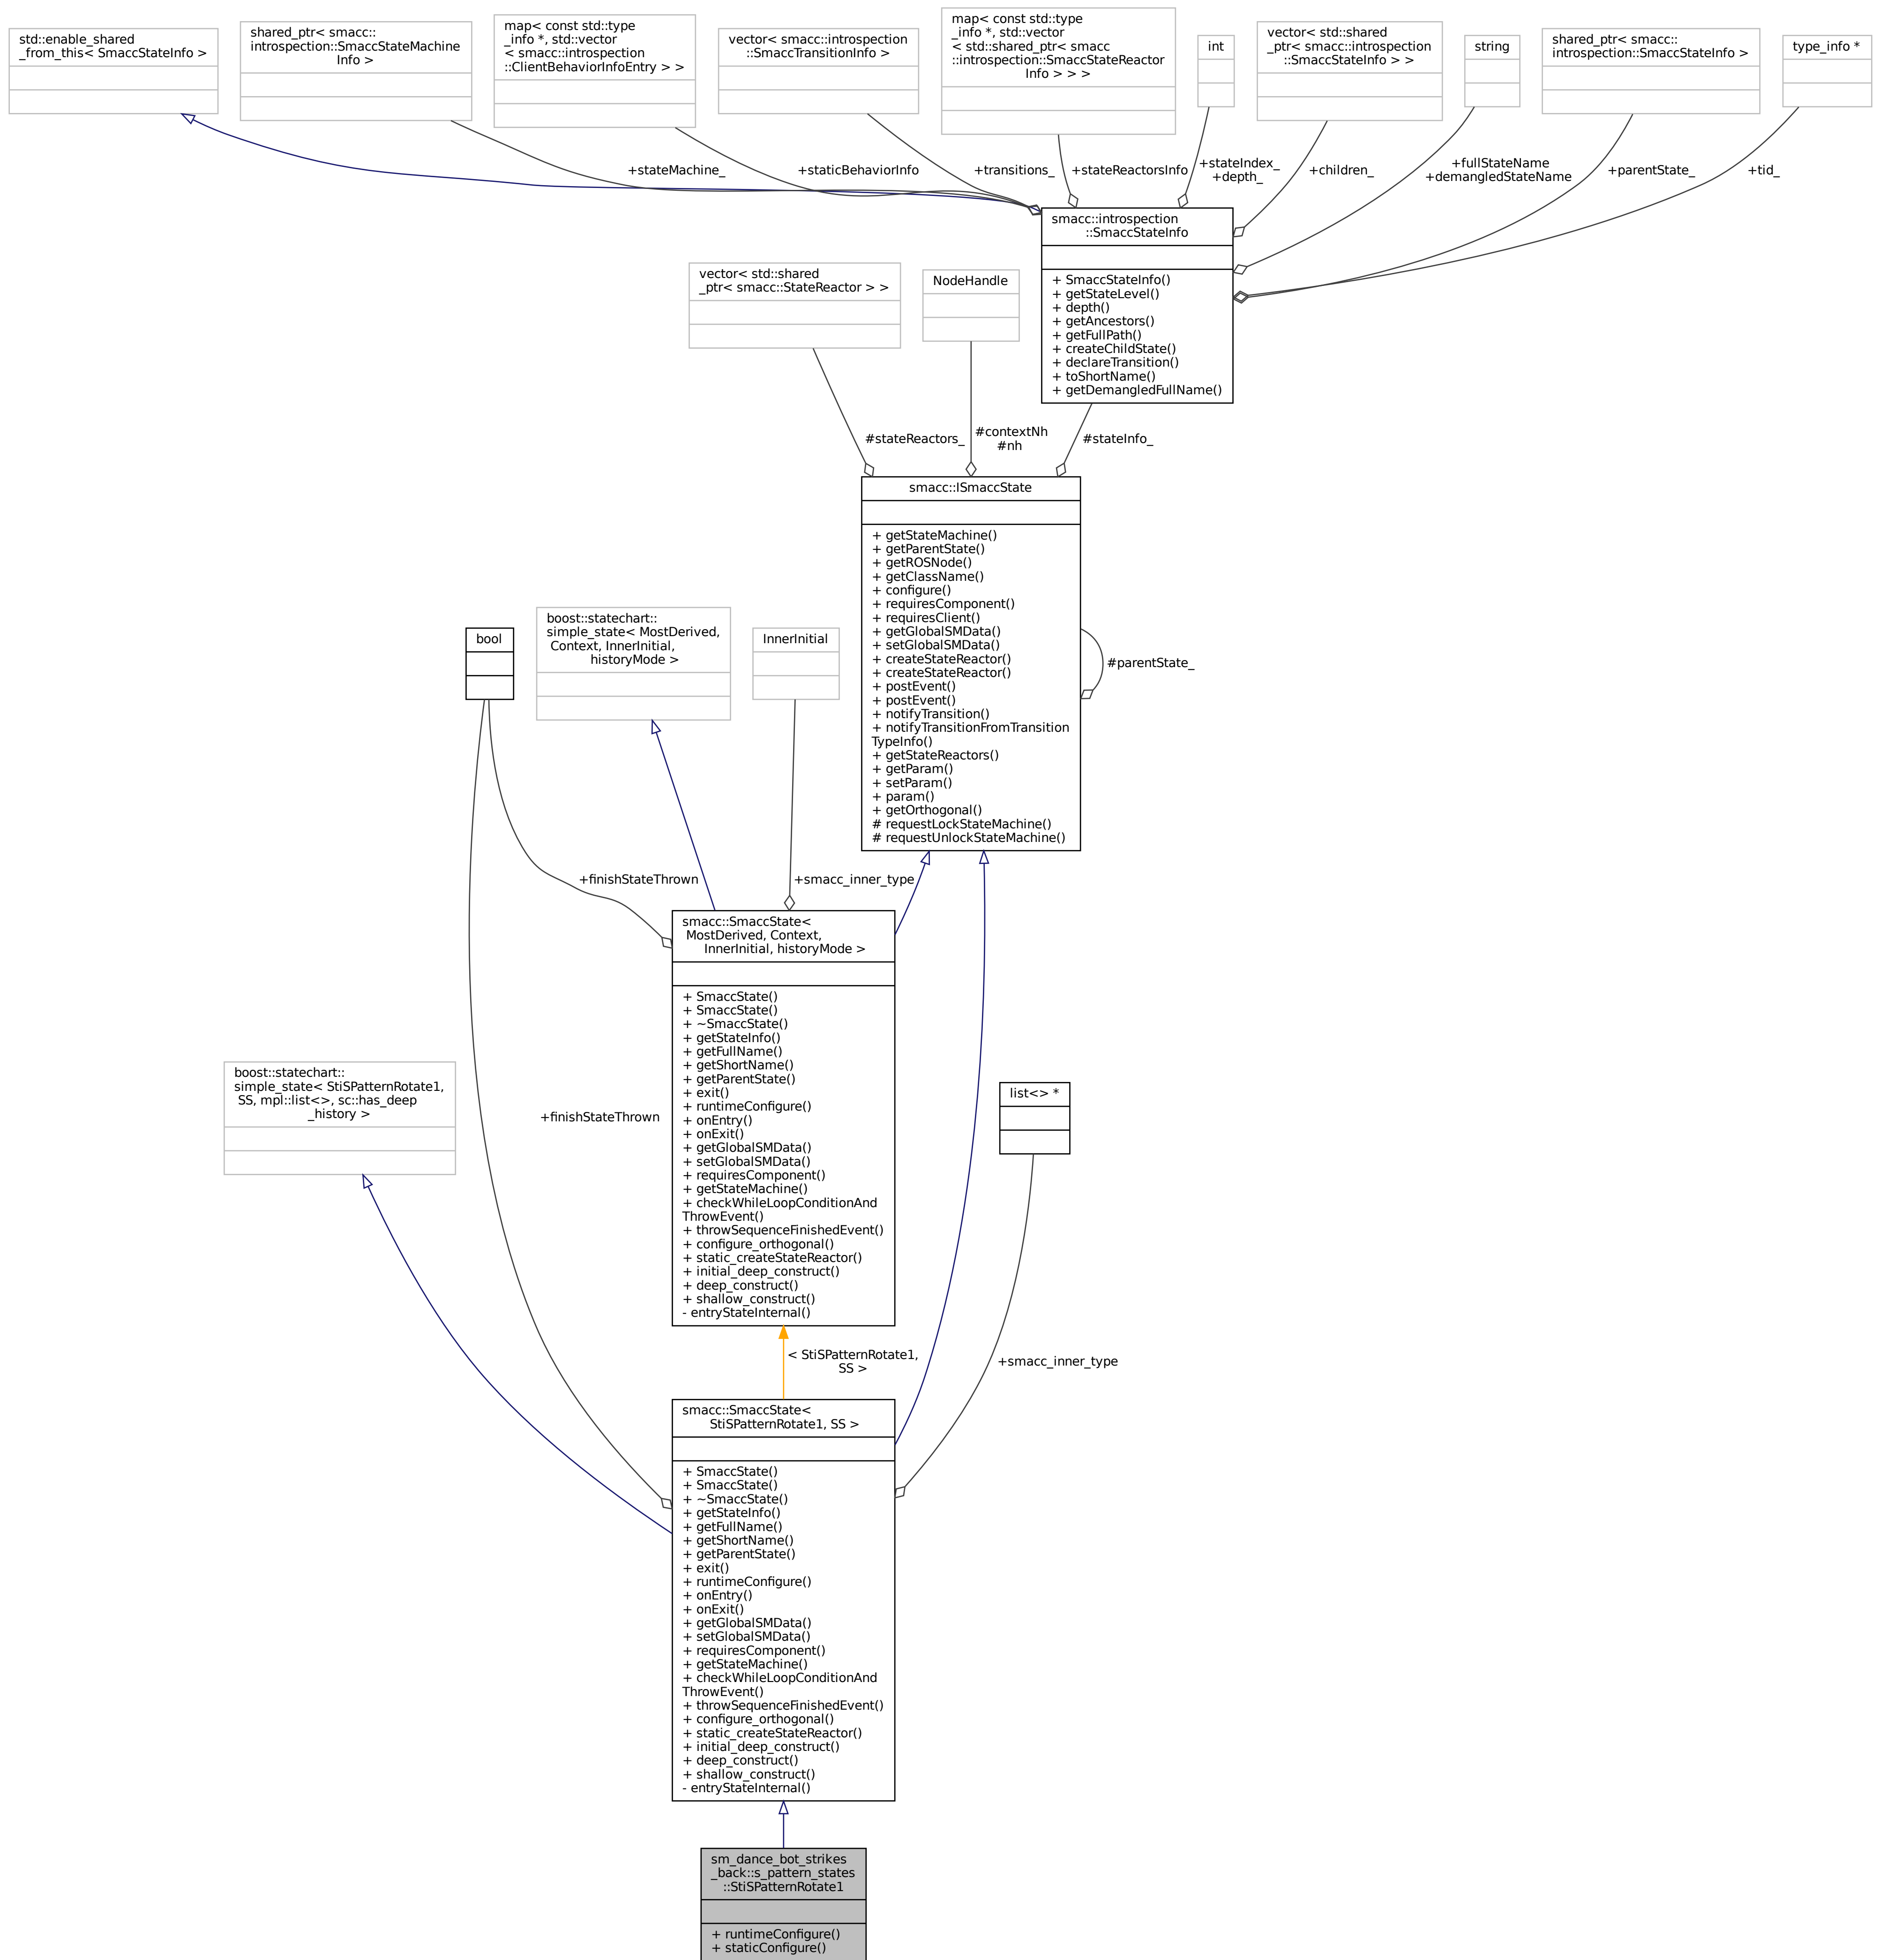 std::enable_shared
_from_this< SmaccStateInfo >
shared_ptr< smacc::
introspection::SmaccStateMachine
Info >
map< const std::type
_info *, std::vector
< smacc::introspection
::ClientBehaviorInfoEntry > >
vector< smacc::introspection
::SmaccTransitionInfo >
map< const std::type
_info *, std::vector
< std::shared_ptr< smacc
::introspection::SmaccStateReactor
Info > > >
int
vector< std::shared
_ptr< smacc::introspection
::SmaccStateInfo > >
string
shared_ptr< smacc::
introspection::SmaccStateInfo >
type_info *
+stateMachine_
+staticBehaviorInfo
+transitions_
+stateReactorsInfo
+stateIndex_
+depth_
+children_
+fullStateName
+demangledStateName
+parentState_
+tid_
smacc::introspection
::SmaccStateInfo
+ SmaccStateInfo()
+ getStateLevel()
+ depth()
+ getAncestors()
+ getFullPath()
+ createChildState()
+ declareTransition()
+ toShortName()
+ getDemangledFullName()
vector< std::shared
_ptr< smacc::StateReactor > >
NodeHandle
#stateReactors_
#contextNh
#nh
#stateInfo_
smacc::ISmaccState
+ getStateMachine()
+ getParentState()
+ getROSNode()
+ getClassName()
+ configure()
+ requiresComponent()
+ requiresClient()
+ getGlobalSMData()
+ setGlobalSMData()
+ createStateReactor()
+ createStateReactor()
+ postEvent()
+ postEvent()
+ notifyTransition()
+ notifyTransitionFromTransition
TypeInfo()
+ getStateReactors()
+ getParam()
+ setParam()
+ param()
+ getOrthogonal()
# requestLockStateMachine()
# requestUnlockStateMachine()
#parentState_
bool
boost::statechart::
simple_state< MostDerived,
Context, InnerInitial,
historyMode >
InnerInitial
+finishStateThrown
+smacc_inner_type
smacc::SmaccState<
MostDerived, Context,
InnerInitial, historyMode >
+ SmaccState()
+ SmaccState()
+ ~SmaccState()
+ getStateInfo()
+ getFullName()
+ getShortName()
+ getParentState()
+ exit()
+ runtimeConfigure()
+ onEntry()
+ onExit()
+ getGlobalSMData()
+ setGlobalSMData()
+ requiresComponent()
+ getStateMachine()
+ checkWhileLoopConditionAnd
ThrowEvent()
+ throwSequenceFinishedEvent()
+ configure_orthogonal()
+ static_createStateReactor()
+ initial_deep_construct()
+ deep_construct()
+ shallow_construct()
- entryStateInternal()
boost::statechart::
simple_state< StiSPatternRotate1,
SS, mpl::list<>, sc::has_deep
_history >
+finishStateThrown
list<> *
< StiSPatternRotate1,
SS >
+smacc_inner_type
smacc::SmaccState<
StiSPatternRotate1, SS >
+ SmaccState()
+ SmaccState()
+ ~SmaccState()
+ getStateInfo()
+ getFullName()
+ getShortName()
+ getParentState()
+ exit()
+ runtimeConfigure()
+ onEntry()
+ onExit()
+ getGlobalSMData()
+ setGlobalSMData()
+ requiresComponent()
+ getStateMachine()
+ checkWhileLoopConditionAnd
ThrowEvent()
+ throwSequenceFinishedEvent()
+ configure_orthogonal()
+ static_createStateReactor()
+ initial_deep_construct()
+ deep_construct()
+ shallow_construct()
- entryStateInternal()
sm_dance_bot_strikes
_back::s_pattern_states
::StiSPatternRotate1
+ runtimeConfigure()
+ staticConfigure()